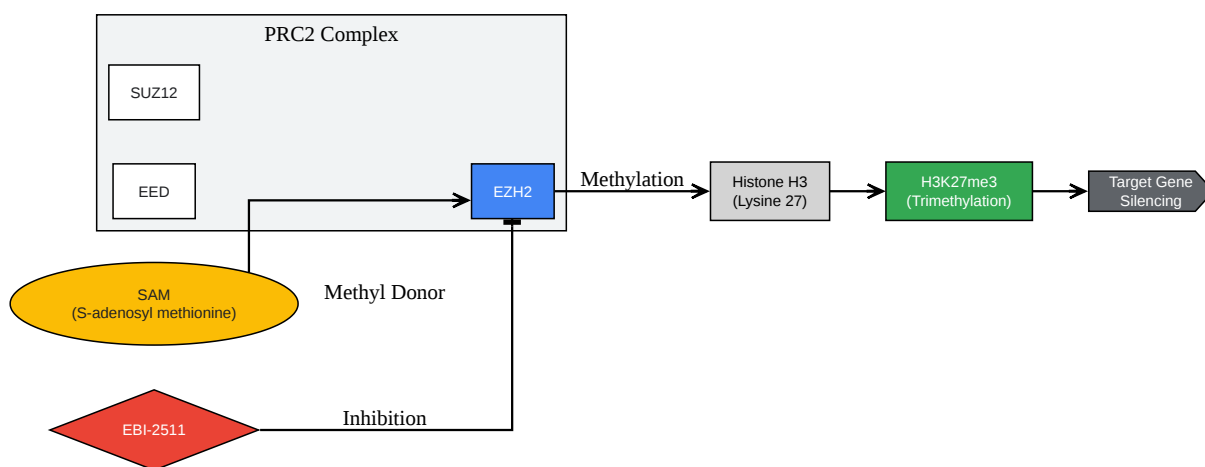 PRC2 Complex
SUZ12
EED
EZH2
Methylation
Histone H3
(Lysine 27)
H3K27me3
(Trimethylation)
Target Gene
Silencing
SAM
(S-adenosyl methionine)
Methyl Donor
EBI-2511
Inhibition